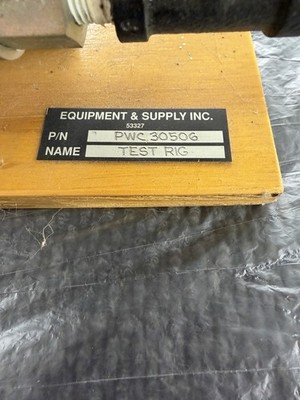 EQUIPMENT & SUPPLY INC.
53327
P/N PWC 30506
NAME TEST RIG